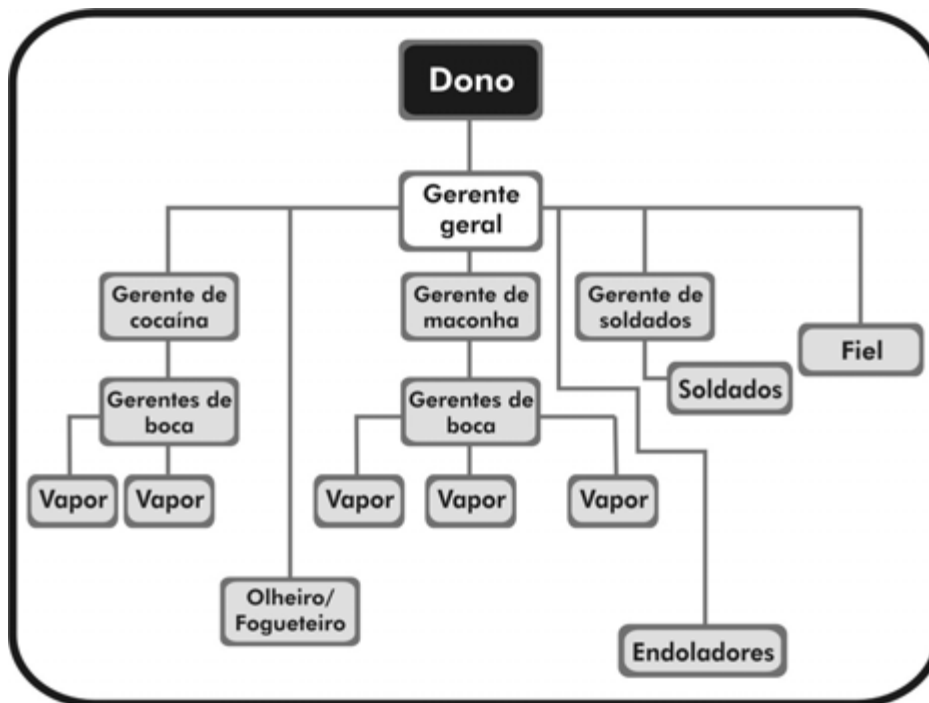 Dono
Gerente
geral
Gerente de
cocaína
Gerente de
maconha
Gerente de
soldados
Fiel
Soldados
Gerentes de
boca
Gerentes de
boca
Vapor
Vapor
Vapor
Vapor
Vapor
Olheiro/
Fogueteiro
Endoladores